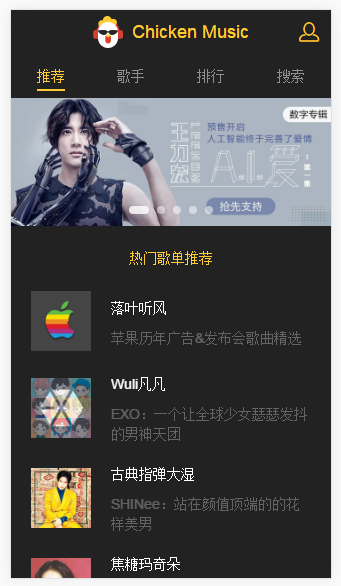 Chicken Music
推荐 歌手 排行 搜索
数字专辑
预售开启
人工智能终于完善了爱情
王力宏
A.I.爱
第一集
抢先支持
热门歌单推荐
落叶听风
苹果历年广告&发布会歌曲精选
Wuli凡凡
EXO：一个让全球少女瑟瑟发抖
的男神天团
古典指弹大湿
SHINee：站在颜值顶端的的花
样美男
焦糖玛奇朵